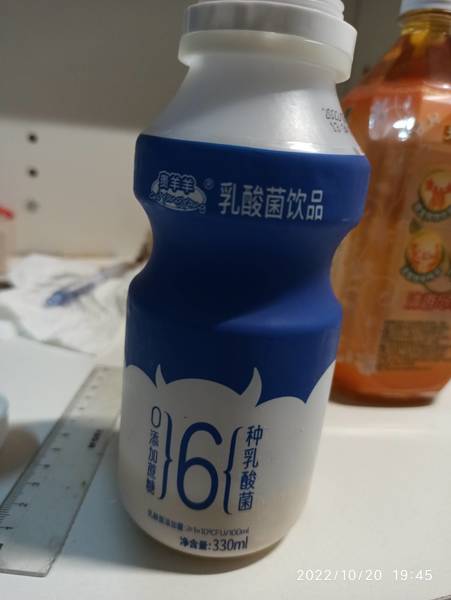 喜羊羊® 乳酸菌饮品
0添加蔗糖
6
种乳酸菌
净含量:330ml
2022/10/20 19:45